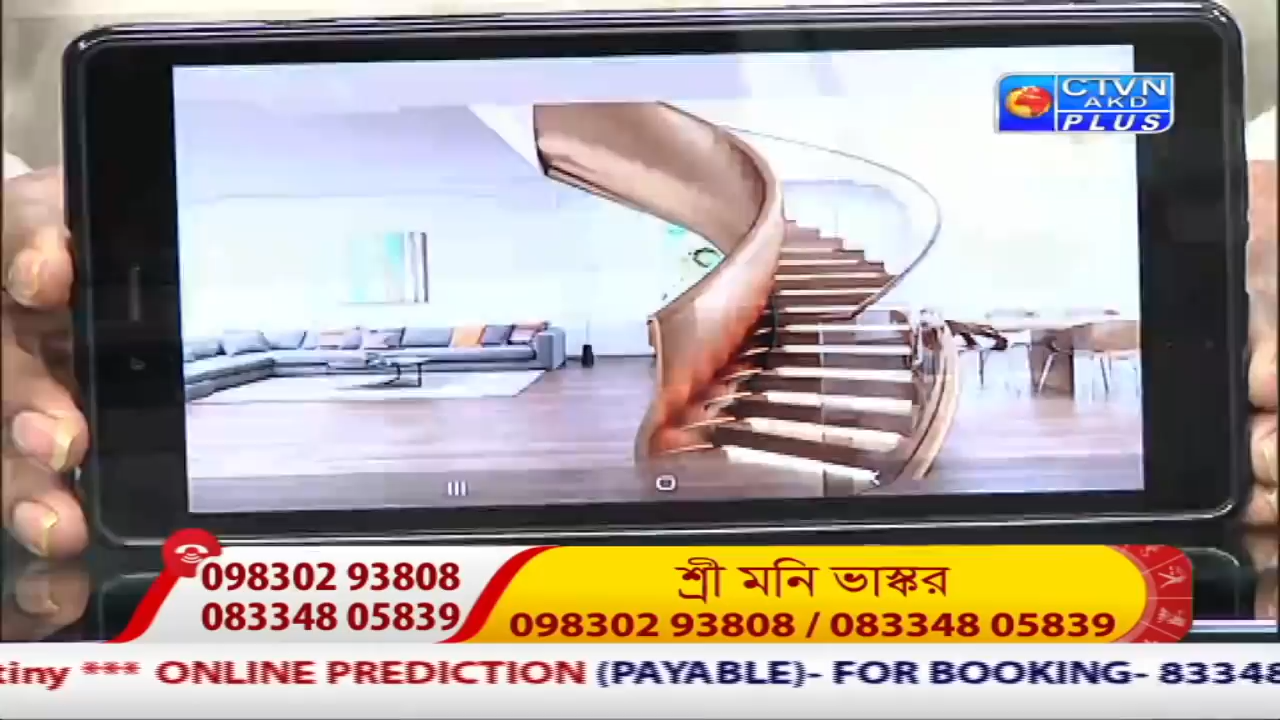 CTVN
AKD
PLUS
098302 93808
083348 05839
শ্রী মনি ভাস্কর
098302 93808 / 083348 05839
tiny *** ONLINE PREDICTION (PAYABLE)- FOR BOOKING- 83348